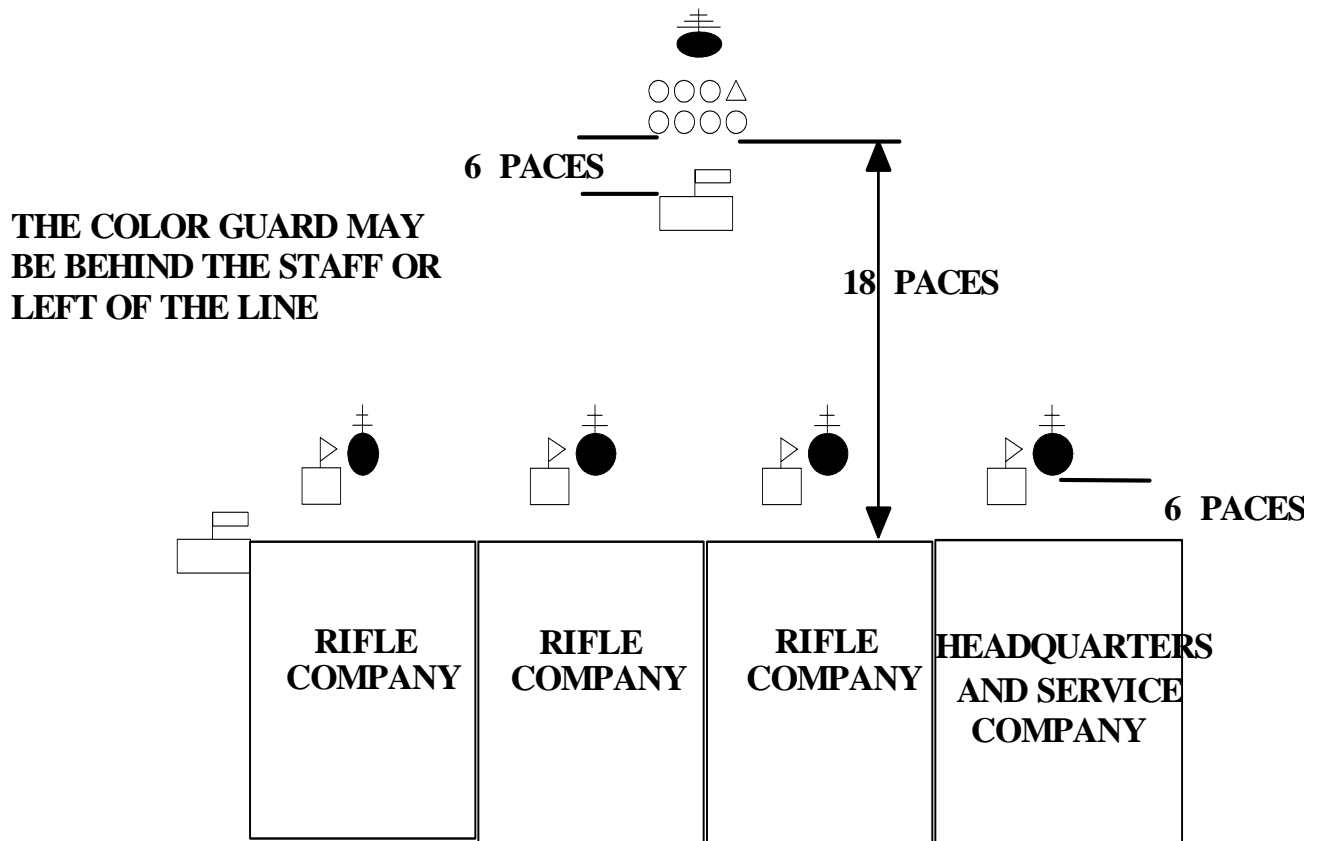 6 PACES
THE COLOR GUARD MAY
BE BEHIND THE STAFF OR
LEFT OF THE LINE
18 PACES
6 PACES
RIFLE
COMPANY
RIFLE
COMPANY
RIFLE
COMPANY
HEADQUARTERS
AND SERVICE
COMPANY